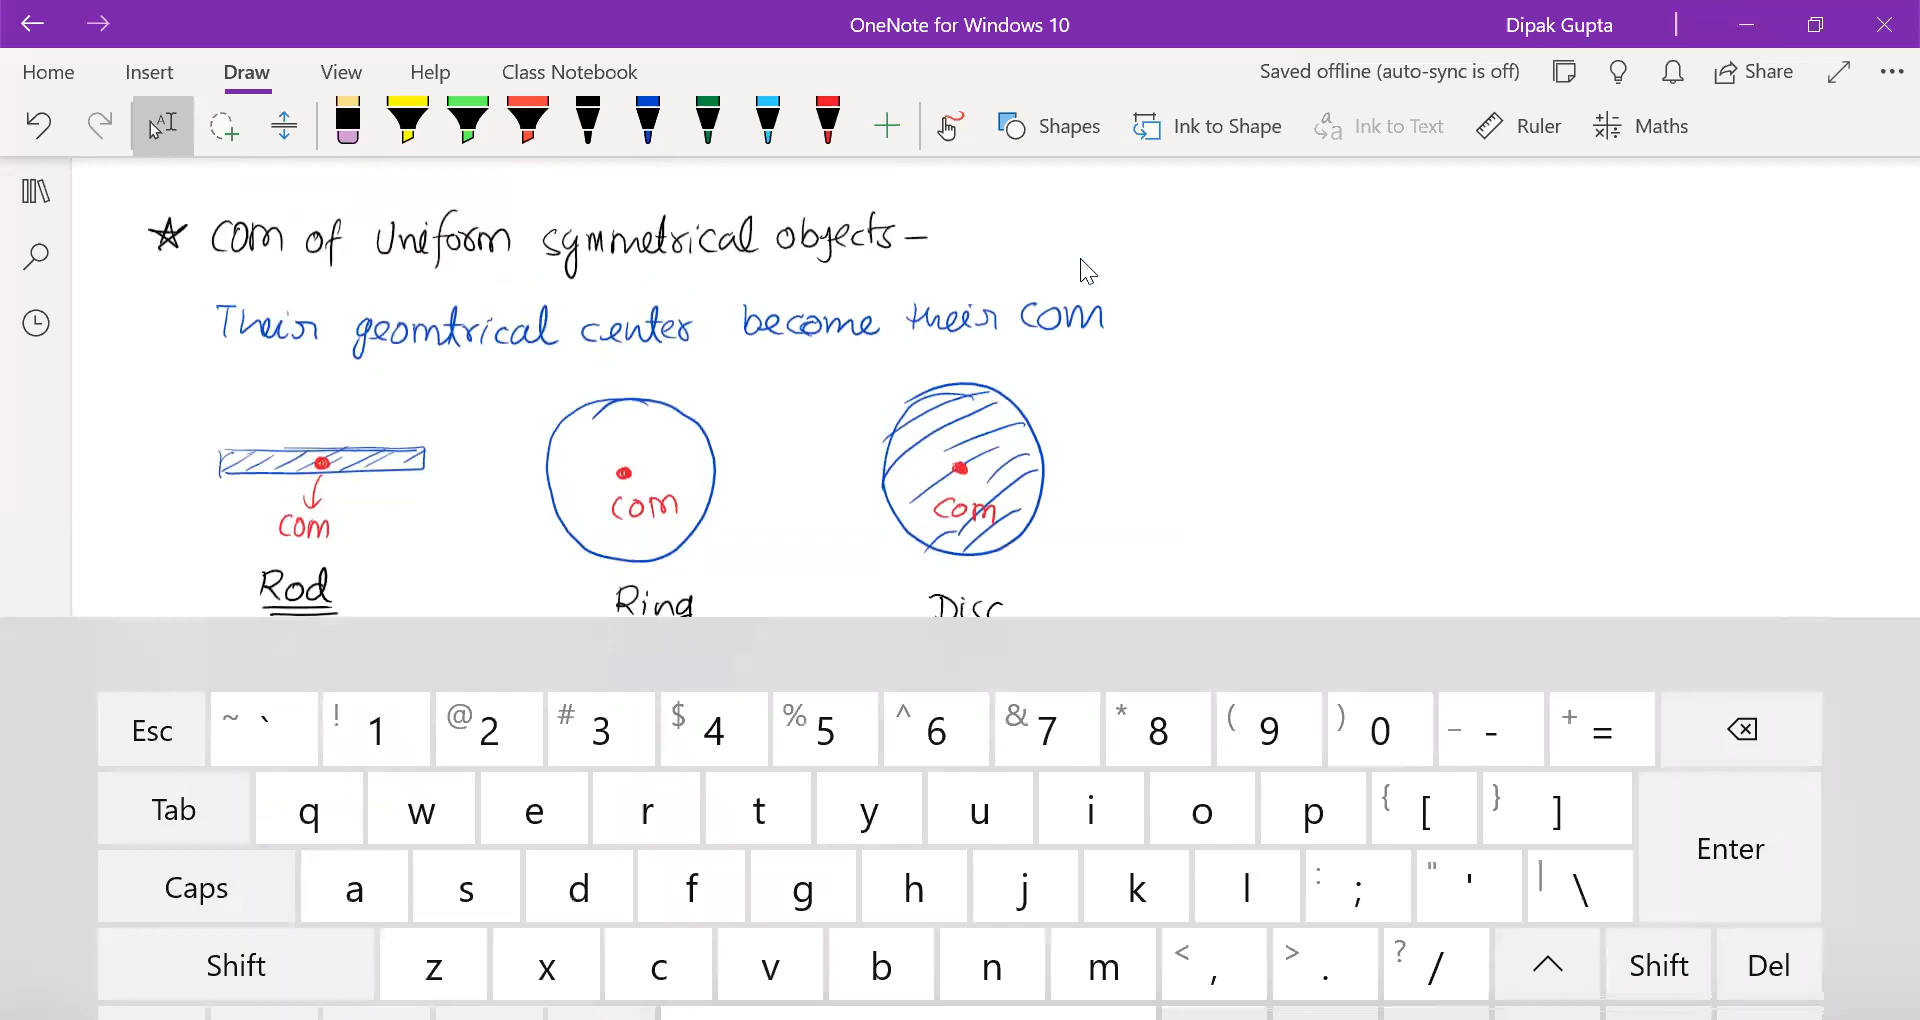 OneNote for Windows 10
Dipak Gupta
Home Insert Draw View Help Class Notebook
Saved offline (auto-sync is off) Share
Shapes Ink to Shape Ink to Text Ruler Maths
☆ COM of Uniform symmetrical objects –
Their geomtrical center become their COM
com
com
com
Rod
Ring
Disc
Esc ~ ` ! 1 @ 2 # 3 $ 4 % 5 ^ 6 & 7 * 8 ( 9 ) 0 _ - + =
Tab q w e r t y u i o p { [ } ]
Enter
Caps a s d f g h j k l : ; " ' | \
Shift z x c v b n m < , > . ? / Shift Del